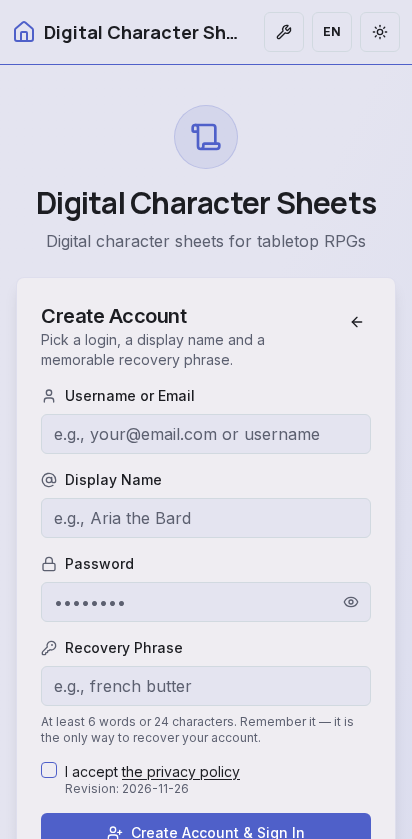 Digital Character Sh...
EN
Digital Character Sheets
Digital character sheets for tabletop RPGs
Create Account
Pick a login, a display name and a
memorable recovery phrase.
Username or Email
e.g., your@email.com or username
Display Name
e.g., Aria the Bard
Password
••••••••
Recovery Phrase
e.g., french butter
At least 6 words or 24 characters. Remember it — it is
the only way to recover your account.
I accept the privacy policy
Revision: 2026-11-26
Create Account & Sign In